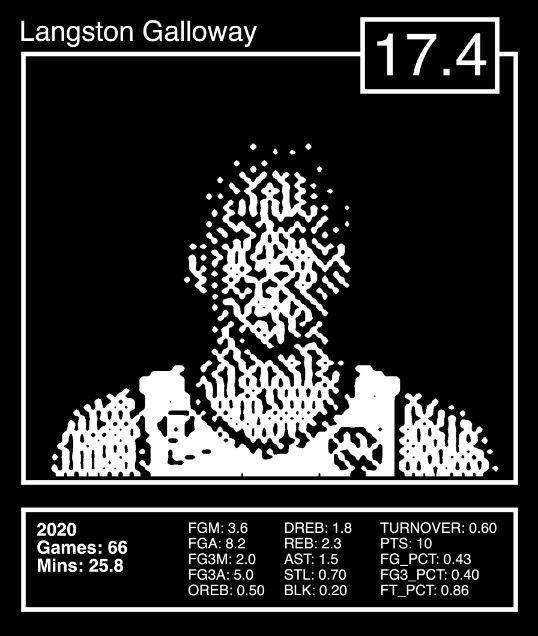 Langston Galloway
17.4
2020
Games: 66
Mins: 25.8
FGM: 3.6
FGA: 8.2
FG3M: 2.0
FG3A: 5.0
OREB: 0.50
DREB: 1.8
REB: 2.3
AST: 1.5
STL: 0.70
BLK: 0.20
TURNOVER: 0.60
PTS: 10
FG_PCT: 0.43
FG3_PCT: 0.40
FT_PCT: 0.86